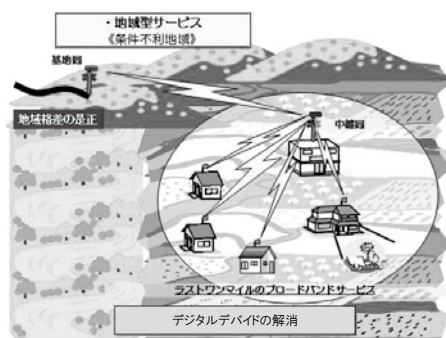 ・地域型サービス
《条件不利地域》
基地局
地域格差の是正
中継局
ラストワンマイルのブロードバンドサービス
デジタルデバイドの解消